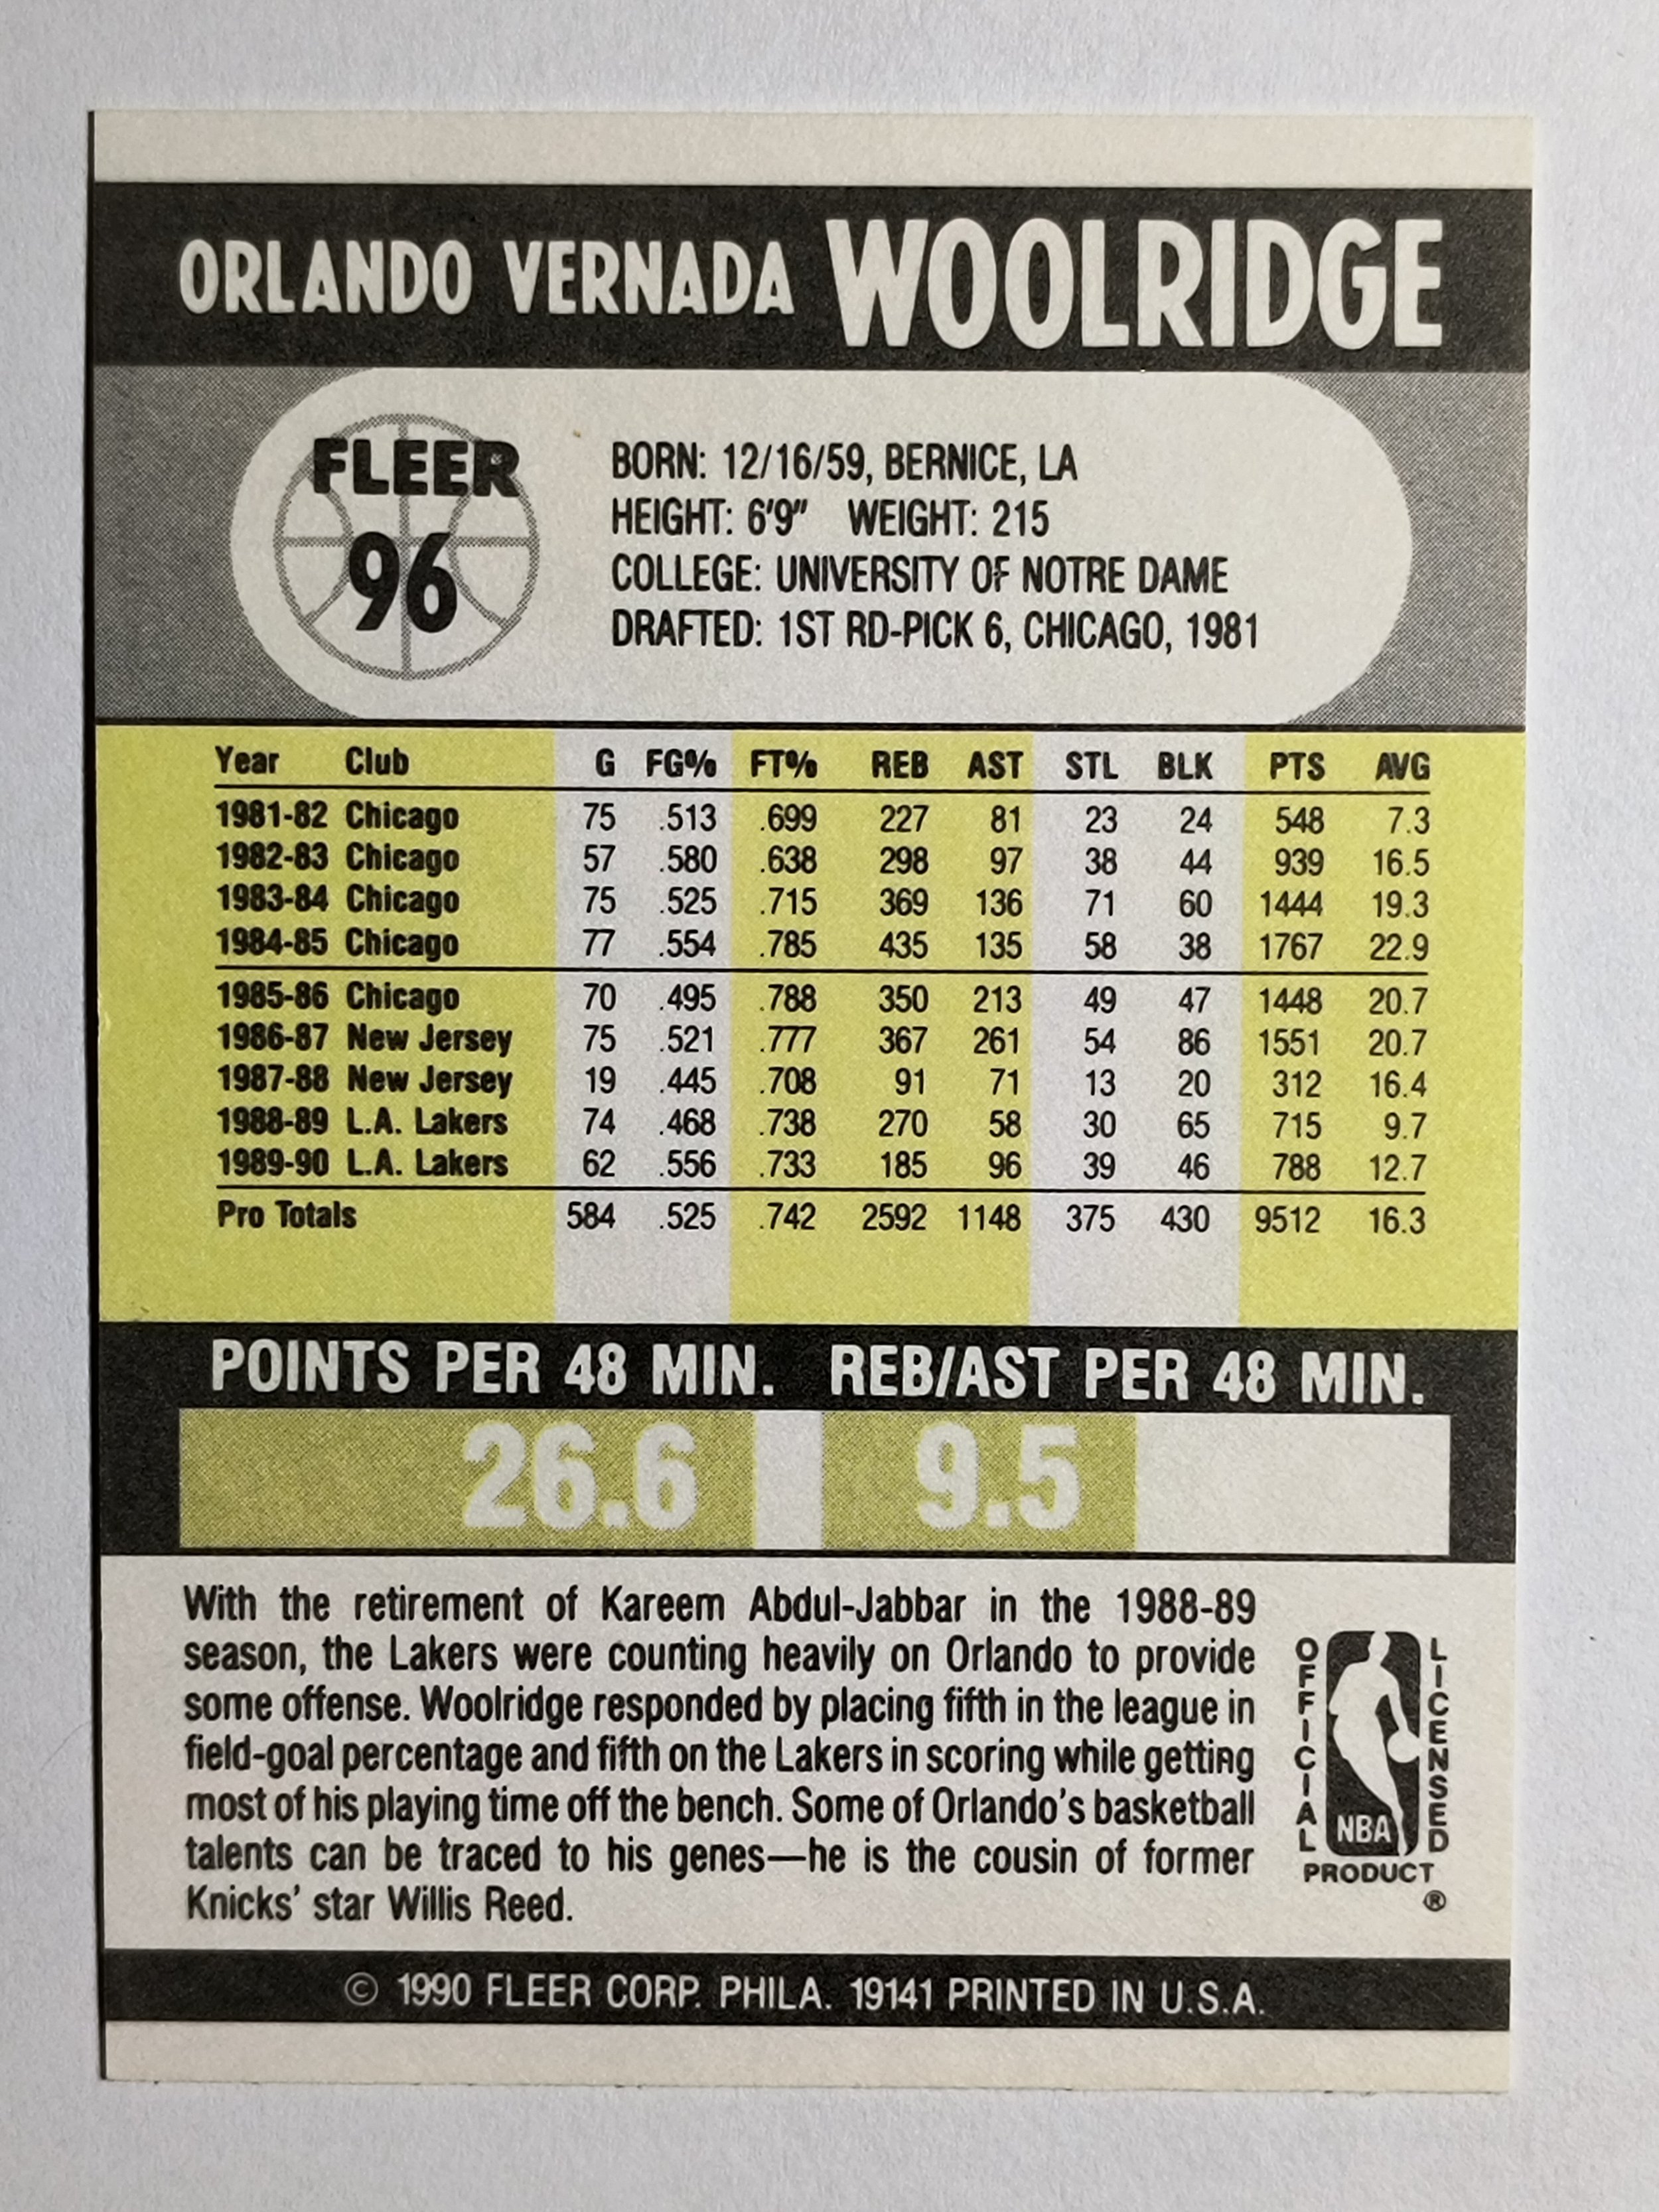 ORLANDO VERNADA WOOLRIDGE
FLEER
96
BORN: 12/16/59, BERNICE, LA
HEIGHT: 6'9" WEIGHT: 215
COLLEGE: UNIVERSITY OF NOTRE DAME
DRAFTED: 1ST RD-PICK 6, CHICAGO, 1981
Year Club G FG% FT% REB AST STL BLK PTS AVG
1981-82 Chicago 75 .513 .699 227 81 23 24 548 7.3
1982-83 Chicago 57 .580 .638 298 97 38 44 939 16.5
1983-84 Chicago 75 .525 .715 369 136 71 60 1444 19.3
1984-85 Chicago 77 .554 .785 435 135 58 38 1767 22.9
1985-86 Chicago 70 .495 .788 350 213 49 47 1448 20.7
1986-87 New Jersey 75 .521 .777 367 261 54 86 1551 20.7
1987-88 New Jersey 19 .445 .708 91 71 13 20 312 16.4
1988-89 L.A. Lakers 74 .468 .738 270 58 30 65 715 9.7
1989-90 L.A. Lakers 62 .556 .733 185 96 39 46 788 12.7
Pro Totals 584 .525 .742 2592 1148 375 430 9512 16.3
POINTS PER 48 MIN. REB/AST PER 48 MIN.
26.6 9.5
With the retirement of Kareem Abdul-Jabbar in the 1988-89
season, the Lakers were counting heavily on Orlando to provide
some offense. Woolridge responded by placing fifth in the league in
field-goal percentage and fifth on the Lakers in scoring while getting
most of his playing time off the bench. Some of Orlando's basketball
talents can be traced to his genes—he is the cousin of former
Knicks' star Willis Reed.
OFFICIAL
NBA
LICENSED
PRODUCT
®
© 1990 FLEER CORP. PHILA. 19141 PRINTED IN U.S.A.